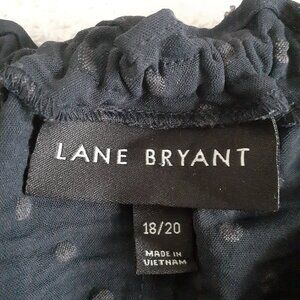 LANE BRYANT
18/20
MADE IN
VIETNAM